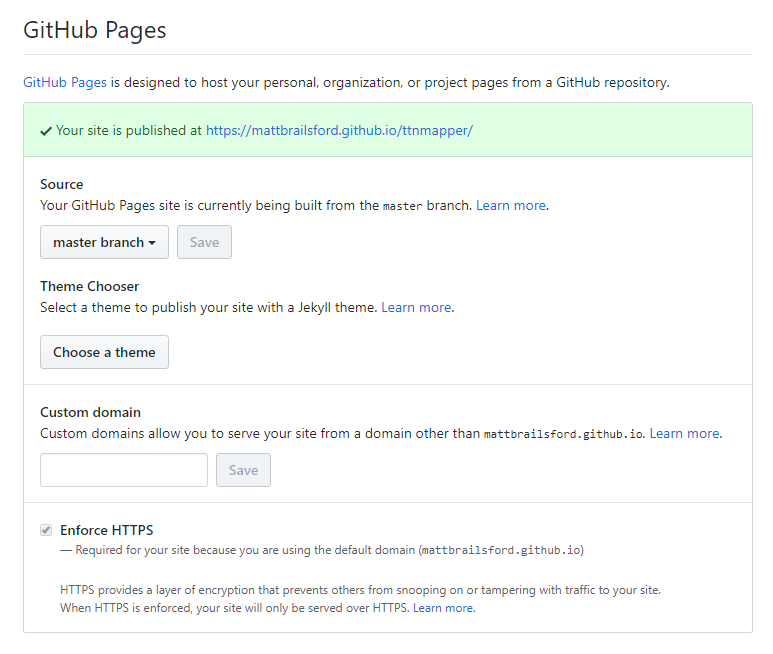 GitHub Pages
GitHub Pages is designed to host your personal, organization, or project pages from a GitHub repository.
Your site is published at https://mattbrailsford.github.io/ttnmapper/
Source
Your GitHub Pages site is currently being built from the master branch. Learn more.
master branch Save
Theme Chooser
Select a theme to publish your site with a Jekyll theme. Learn more.
Choose a theme
Custom domain
Custom domains allow you to serve your site from a domain other than mattbrailsford.github.io. Learn more.
Save
Enforce HTTPS
— Required for your site because you are using the default domain (mattbrailsford.github.io)
HTTPS provides a layer of encryption that prevents others from snooping on or tampering with traffic to your site.
When HTTPS is enforced, your site will only be served over HTTPS. Learn more.